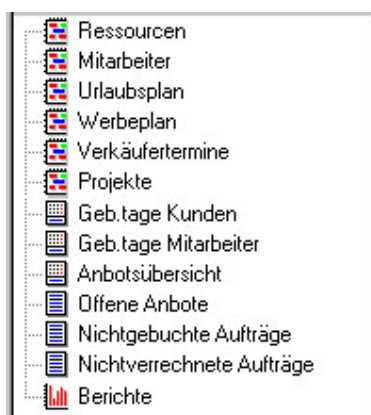 Ressourcen
Mitarbeiter
Urlaubsplan
Werbeplan
Verkäufertermine
Projekte
Geb.tage Kunden
Geb.tage Mitarbeiter
Anbotsübersicht
Offene Anbote
Nichtgebuchte Aufträge
Nichtverrechnete Aufträge
Berichte